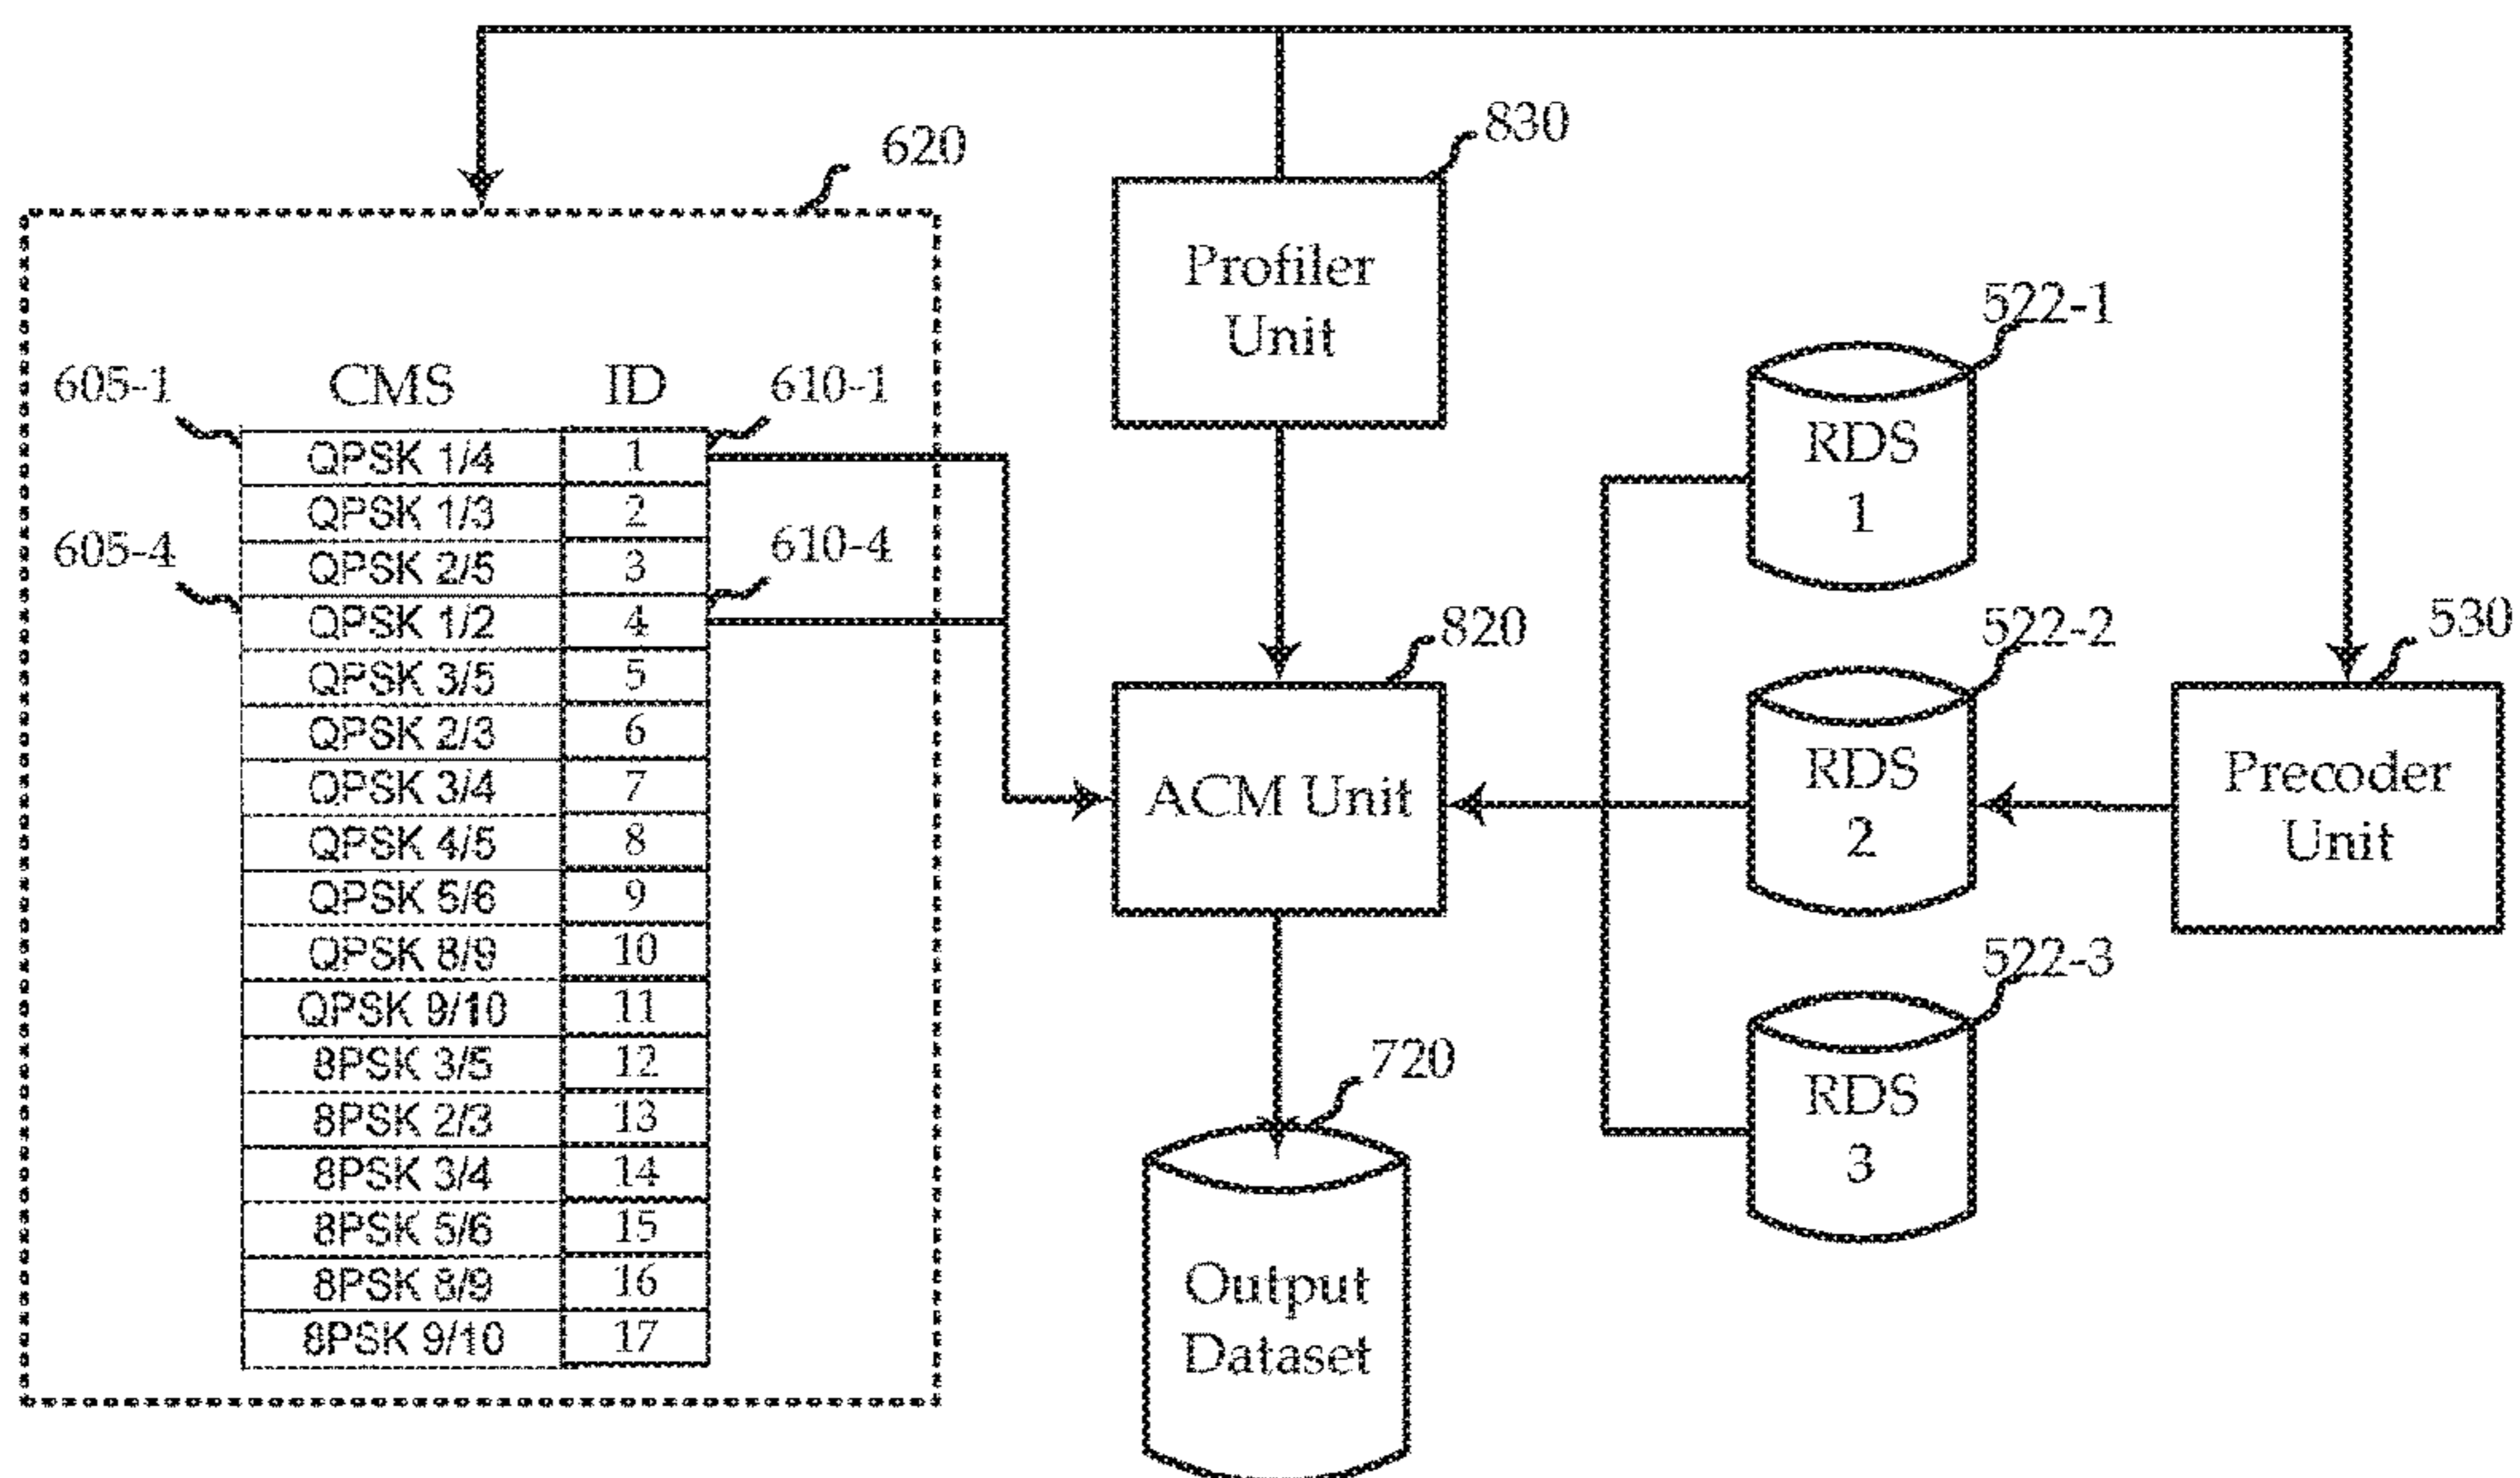 620
830
Profiler
Unit
522-1
605-1
CMS
ID
610-1
QPSK 1/4
1
QPSK 1/3
2
605-4
610-4
QPSK 2/5
3
QPSK 1/2
4
QPSK 3/5
5
QPSK 2/3
6
QPSK 3/4
7
QPSK 4/5
8
QPSK 5/6
9
QPSK 8/9
10
QPSK 9/10
11
8PSK 3/5
12
8PSK 2/3
13
8PSK 3/4
14
8PSK 5/6
15
8PSK 8/9
16
8PSK 9/10
17
RDS
1
820
ACM Unit
522-2
RDS
2
530
Precoder
Unit
522-3
RDS
3
720
Output
Dataset